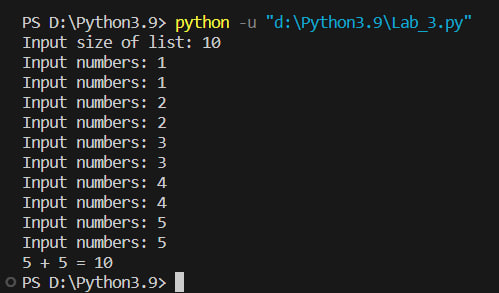 PS D:\Python3.9> python -u "d:\Python3.9\Lab_3.py"
Input size of list: 10
Input numbers: 1
Input numbers: 1
Input numbers: 2
Input numbers: 2
Input numbers: 3
Input numbers: 3
Input numbers: 4
Input numbers: 4
Input numbers: 5
Input numbers: 5
5 + 5 = 10
PS D:\Python3.9>